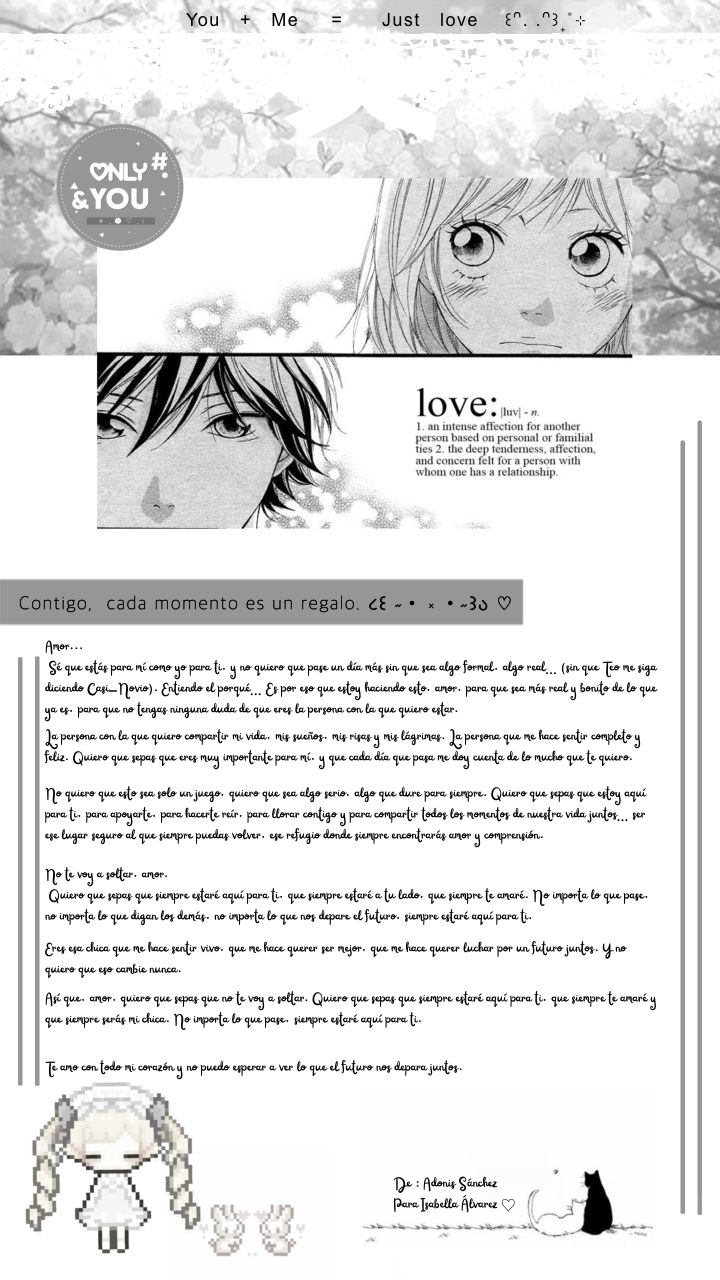 You + Me = Just love ꒰ᐢ. .ᐢ꒱₊˚⊹
ONLY #
&YOU
love: |luv| - n.
1. an intense affection for another
person based on personal or familial
ties 2. the deep tenderness, affection,
and concern felt for a person with
whom one has a relationship.
Contigo, cada momento es un regalo. ૮꒰ ˶• × •˶꒱ა ♡
Amor...
Sé que estás para mí como yo para ti, y no quiero que pase un día más sin que sea algo formal, algo real... (sin que Teo me siga
diciendo Casi_Novio). Entiendo el porqué... Es por eso que estoy haciendo esto, amor, para que sea más real y bonito de lo que
ya es, para que no tengas ninguna duda de que eres la persona con la que quiero estar.
La persona con la que quiero compartir mi vida, mis sueños, mis risas y mis lágrimas. La persona que me hace sentir completo y
feliz. Quiero que sepas que eres muy importante para mí, y que cada día que pasa me doy cuenta de lo mucho que te quiero.
No quiero que esto sea solo un juego, quiero que sea algo serio, algo que dure para siempre. Quiero que sepas que estoy aquí
para ti, para apoyarte, para hacerte reír, para llorar contigo y para compartir todos los momentos de nuestra vida juntos... ser
ese lugar seguro al que siempre puedas volver, ese refugio donde siempre encontrarás amor y comprensión.
No te voy a soltar, amor.
Quiero que sepas que siempre estaré aquí para ti, que siempre estaré a tu lado, que siempre te amaré. No importa lo que pase,
no importa lo que digan los demás, no importa lo que nos depare el futuro, siempre estaré aquí para ti.
Eres esa chica que me hace sentir vivo, que me hace querer ser mejor, que me hace querer luchar por un futuro juntos. Y no
quiero que eso cambie nunca.
Así que, amor, quiero que sepas que no te voy a soltar. Quiero que sepas que siempre estaré aquí para ti, que siempre te amaré y
que siempre serás mi chica. No importa lo que pase, siempre estaré aquí para ti.
Te amo con todo mi corazón y no puedo esperar a ver lo que el futuro nos depara juntos.
De : Adonis Sánchez
Para Isabella Álvarez ♡